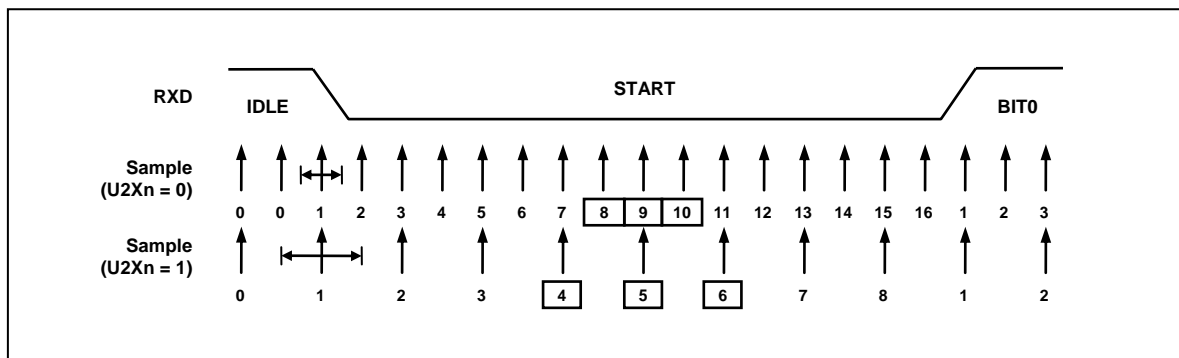 RXD
IDLE
START
BIT0
Sample
(U2Xn = 0)
0 0 1 2 3 4 5 6 7 8 9 10 11 12 13 14 15 16 1 2 3
Sample
(U2Xn = 1)
0 1 2 3 4 5 6 7 8 1 2